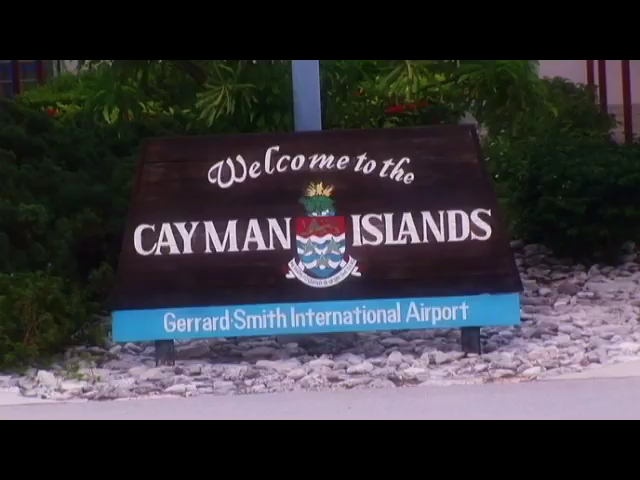 Welcome to the
CAYMAN ISLANDS
Gerrard-Smith International Airport